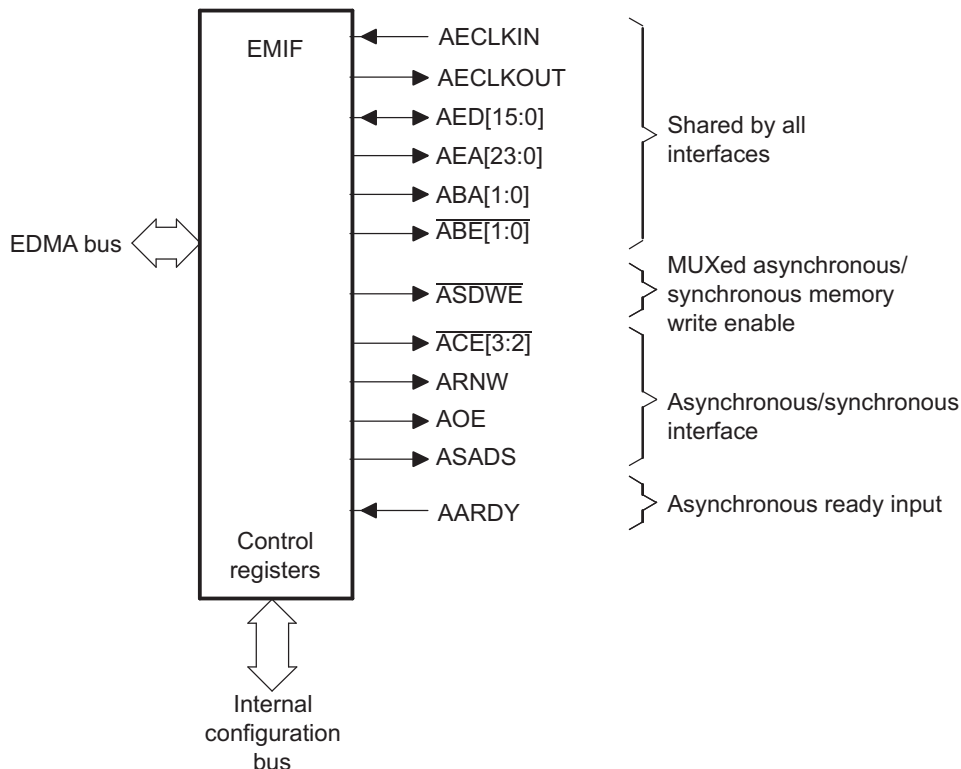 EMIF
AECLKIN
AECLKOUT
AED[15:0]
AEA[23:0]
ABA[1:0]
ABE[1:0]
ASDWE
ACE[3:2]
ARNW
AOE
ASADS
AARDY
Shared by all
interfaces
MUXed asynchronous/
synchronous memory
write enable
Asynchronous/synchronous
interface
Asynchronous ready input
EDMA bus
Control
registers
Internal
configuration
bus